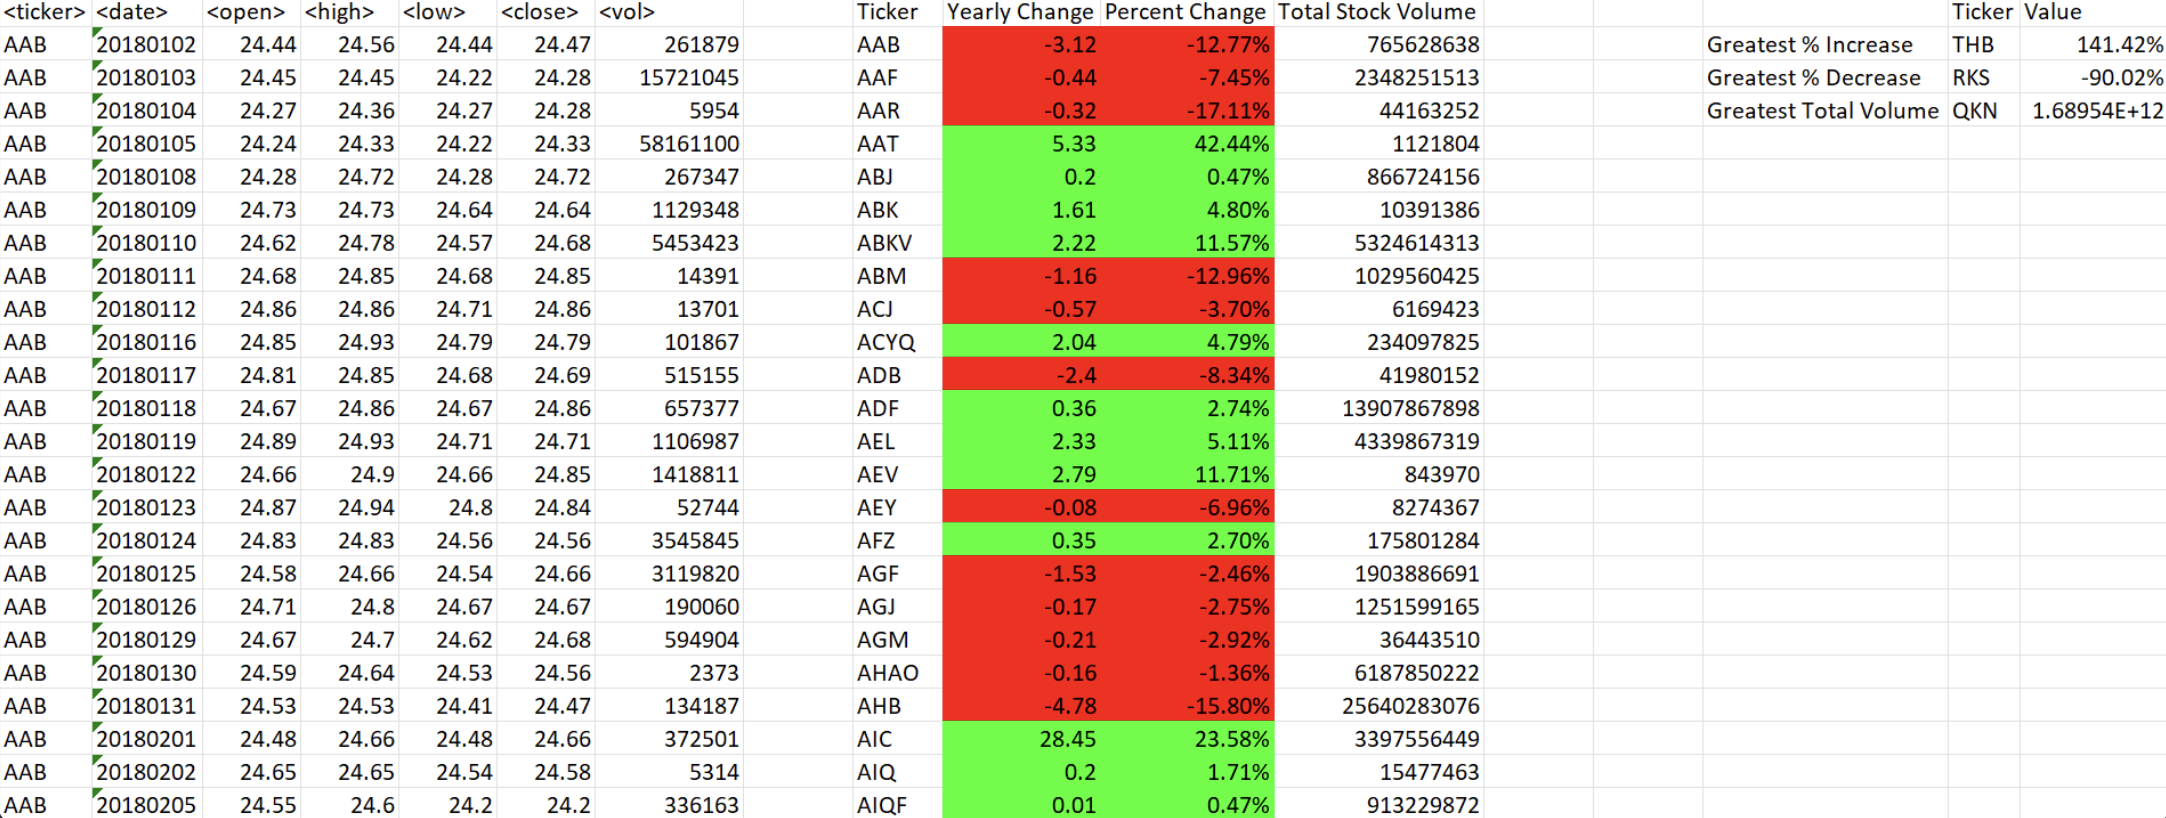 <ticker> <date> <open> <high> <low> <close> <vol> Ticker Yearly Change Percent Change Total Stock Volume Ticker Value
AAB 20180102 24.44 24.56 24.44 24.47 261879 AAB -3.12 -12.77% 765628638 Greatest % Increase THB 141.42%
AAB 20180103 24.45 24.45 24.22 24.28 15721045 AAF -0.44 -7.45% 2348251513 Greatest % Decrease RKS -90.02%
AAB 20180104 24.27 24.36 24.27 24.28 5954 AAR -0.32 -17.11% 44163252 Greatest Total Volume QKN 1.68954E+12
AAB 20180105 24.24 24.33 24.22 24.33 58161100 AAT 5.33 42.44% 1121804
AAB 20180108 24.28 24.72 24.28 24.72 267347 ABJ 0.2 0.47% 866724156
AAB 20180109 24.73 24.73 24.64 24.64 1129348 ABK 1.61 4.80% 10391386
AAB 20180110 24.62 24.78 24.57 24.68 5453423 ABKV 2.22 11.57% 5324614313
AAB 20180111 24.68 24.85 24.68 24.85 14391 ABM -1.16 -12.96% 1029560425
AAB 20180112 24.86 24.86 24.71 24.86 13701 ACJ -0.57 -3.70% 6169423
AAB 20180116 24.85 24.93 24.79 24.79 101867 ACYQ 2.04 4.79% 234097825
AAB 20180117 24.81 24.85 24.68 24.69 515155 ADB -2.4 -8.34% 41980152
AAB 20180118 24.67 24.86 24.67 24.86 657377 ADF 0.36 2.74% 13907867898
AAB 20180119 24.89 24.93 24.71 24.71 1106987 AEL 2.33 5.11% 4339867319
AAB 20180122 24.66 24.9 24.66 24.85 1418811 AEV 2.79 11.71% 843970
AAB 20180123 24.87 24.94 24.8 24.84 52744 AEY -0.08 -6.96% 8274367
AAB 20180124 24.83 24.83 24.56 24.56 3545845 AFZ 0.35 2.70% 175801284
AAB 20180125 24.58 24.66 24.54 24.66 3119820 AGF -1.53 -2.46% 1903886691
AAB 20180126 24.71 24.8 24.67 24.67 190060 AGJ -0.17 -2.75% 1251599165
AAB 20180129 24.67 24.7 24.62 24.68 594904 AGM -0.21 -2.92% 36443510
AAB 20180130 24.59 24.64 24.53 24.56 2373 AHAO -0.16 -1.36% 6187850222
AAB 20180131 24.53 24.53 24.41 24.47 134187 AHB -4.78 -15.80% 25640283076
AAB 20180201 24.48 24.66 24.48 24.66 372501 AIC 28.45 23.58% 3397556449
AAB 20180202 24.65 24.65 24.54 24.58 5314 AIQ 0.2 1.71% 15477463
AAB 20180205 24.55 24.6 24.2 24.2 336163 AIQF 0.01 0.47% 913229872